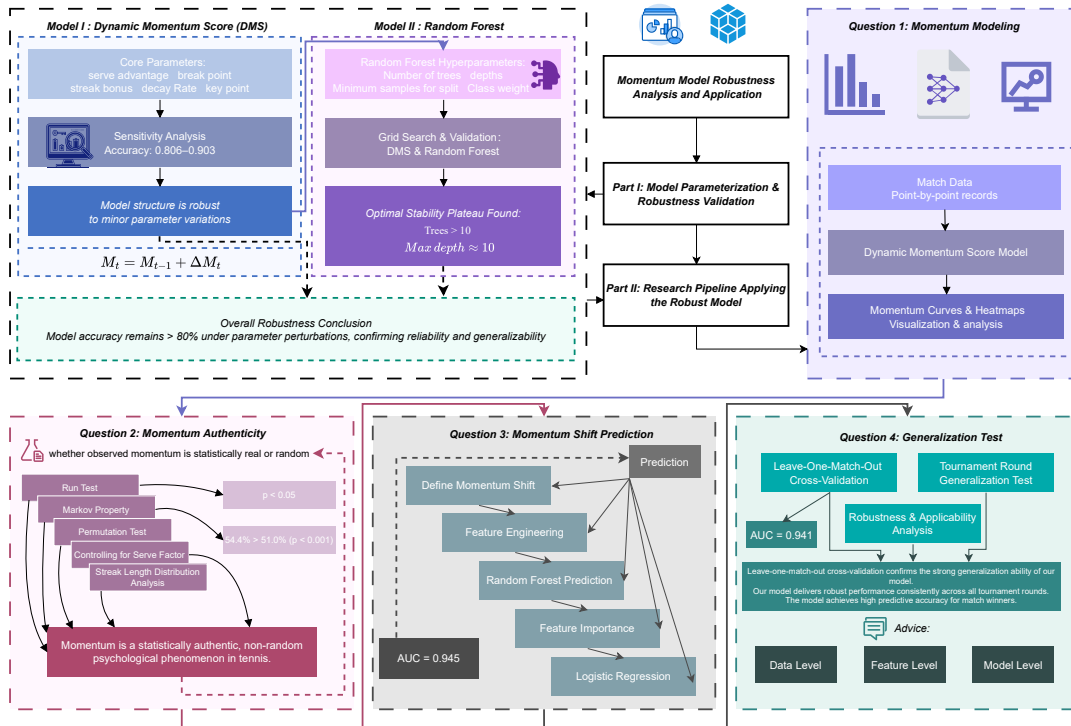 Model I : Dynamic Momentum Score (DMS)
Core Parameters:
serve advantage break point
streak bonus decay Rate key point
Sensitivity Analysis
Accuracy: 0.806–0.903
Model structure is robust
to minor parameter variations
M_t = M_{t−1} + ΔM_t
Model II : Random Forest
Random Forest Hyperparameters:
Number of trees depths
Minimum samples for split Class weight
Grid Search & Validation:
DMS & Random Forest
Optimal Stability Plateau Found:
Trees > 10
Max depth ≈ 10
Overall Robustness Conclusion
Model accuracy remains > 80% under parameter perturbations, confirming reliability and generalizability
Momentum Model Robustness
Analysis and Application
Part I: Model Parameterization &
Robustness Validation
Part II: Research Pipeline Applying
the Robust Model
Question 1: Momentum Modeling
Match Data
Point-by-point records
Dynamic Momentum Score Model
Momentum Curves & Heatmaps
Visualization & analysis
Question 2: Momentum Authenticity
whether observed momentum is statistically real or random
Run Test
Markov Property
Permutation Test
Controlling for Serve Factor
Streak Length Distribution
Analysis
p < 0.05
54.4% > 51.0% (p < 0.001)
Momentum is a statistically authentic, non-random
psychological phenomenon in tennis.
Question 3: Momentum Shift Prediction
Prediction
Define Momentum Shift
Feature Engineering
Random Forest Prediction
Feature Importance
Logistic Regression
AUC = 0.945
Question 4: Generalization Test
Leave-One-Match-Out
Cross-Validation
Tournament Round
Generalization Test
Robustness & Applicability
Analysis
AUC = 0.941
Leave-one-match-out cross-validation confirms the strong generalization ability of our
model.
Our model delivers robust performance consistently across all tournament rounds.
The model achieves high predictive accuracy for match winners.
Advice:
Data Level
Feature Level
Model Level